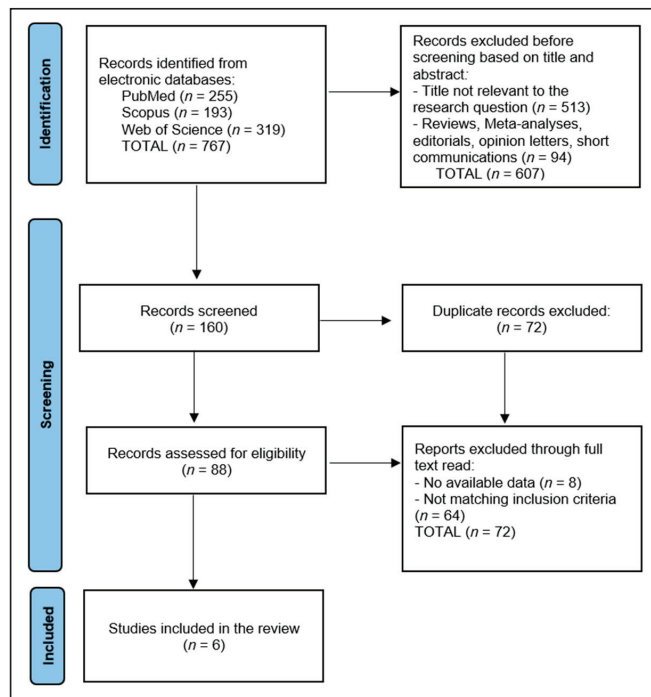 Identification
Records identified from
electronic databases:
PubMed (n = 255)
Scopus (n = 193)
Web of Science (n = 319)
TOTAL (n = 767)
Records excluded before
screening based on title and
abstract:
- Title not relevant to the
research question (n = 513)
- Reviews, Meta-analyses,
editorials, opinion letters, short
communications (n = 94)
TOTAL (n = 607)
Screening
Records screened
(n = 160)
Duplicate records excluded:
(n = 72)
Records assessed for eligibility
(n = 88)
Reports excluded through full
text read:
- No available data (n = 8)
- Not matching inclusion criteria
(n = 64)
TOTAL (n = 72)
Included
Studies included in the review
(n = 6)